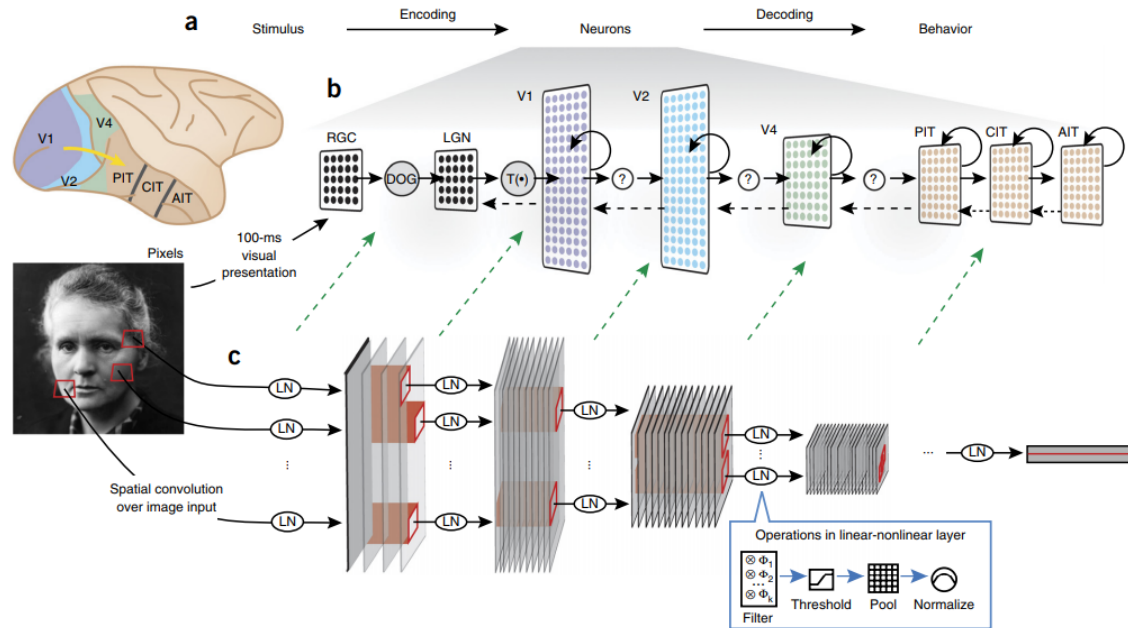 a
Stimulus
Encoding
Neurons
Decoding
Behavior
V1
V4
V2
PIT
CIT
AIT
b
RGC
DOG
LGN
T(•)
V1
?
V2
?
V4
?
PIT
CIT
AIT
100-ms
visual
presentation
Pixels
c
LN
LN
...
LN
Spatial convolution
over image input
LN
LN
...
LN
LN
...
LN
LN
...
LN
...
LN
Operations in linear-nonlinear layer
⊗ Φ1
⊗ Φ2
...
⊗ Φk
Filter
Threshold
Pool
Normalize